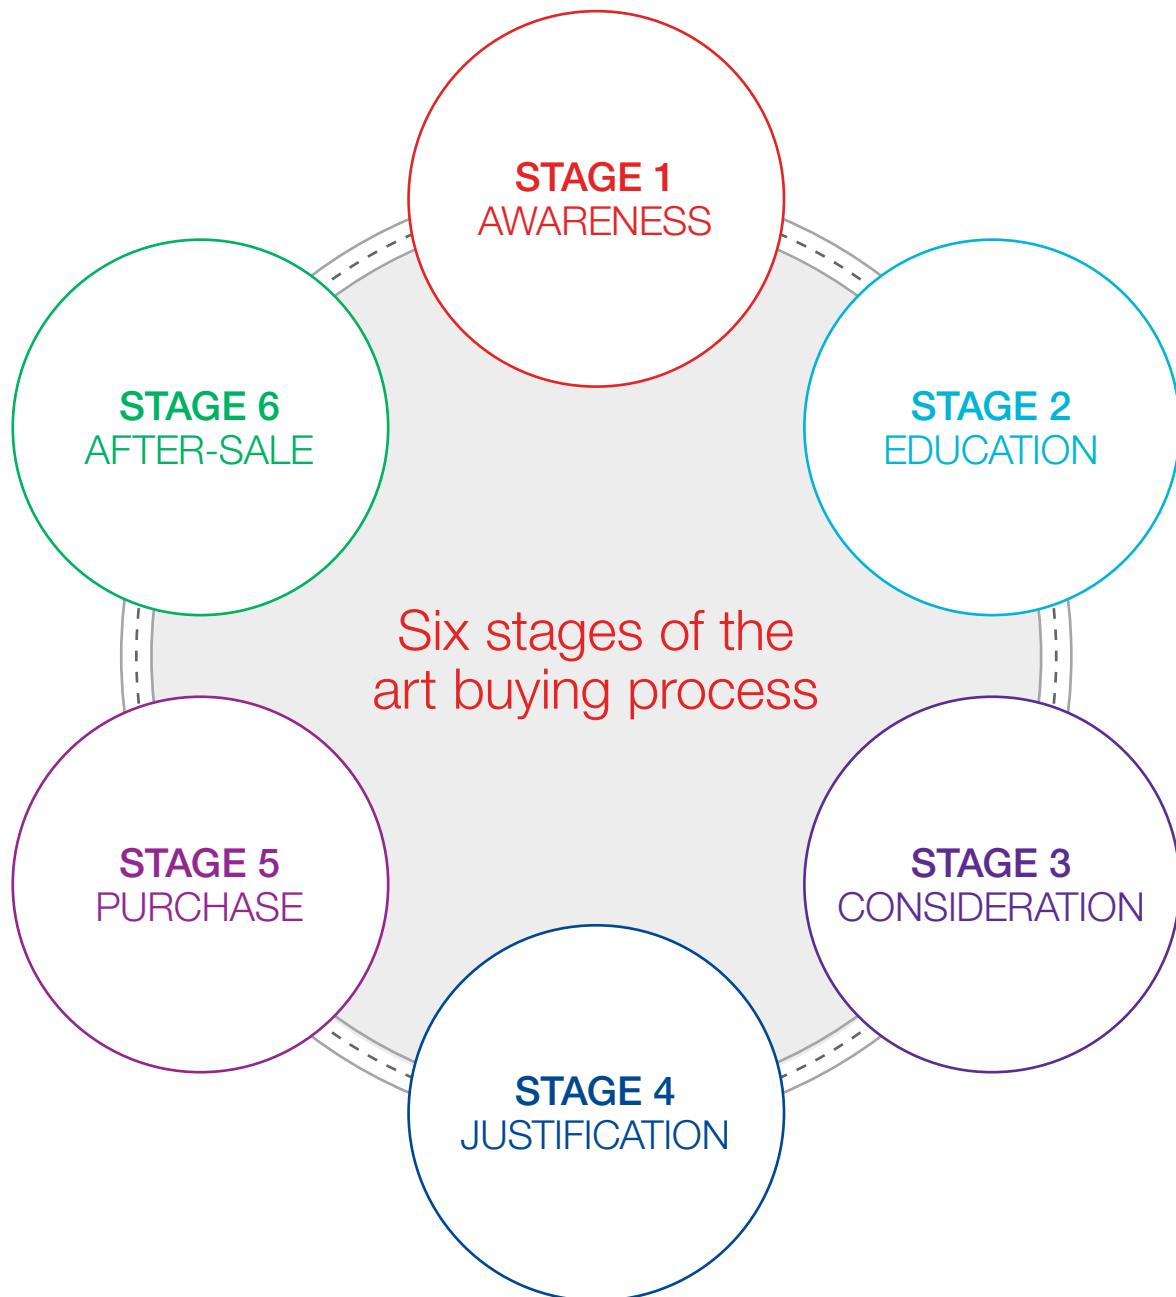 STAGE 1
AWARENESS
STAGE 2
EDUCATION
STAGE 3
CONSIDERATION
STAGE 4
JUSTIFICATION
STAGE 5
PURCHASE
STAGE 6
AFTER-SALE
Six stages of the
art buying process